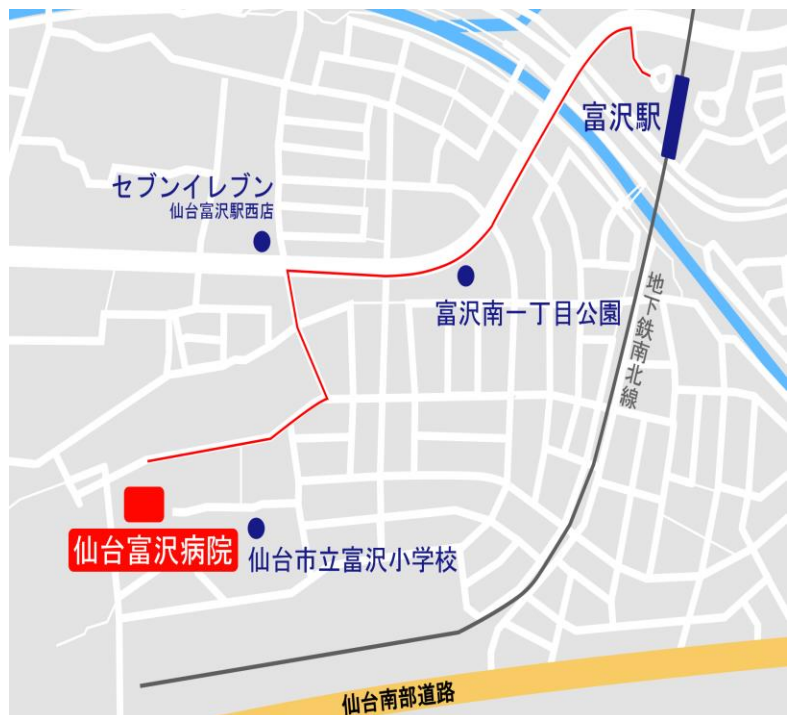 富沢駅
セブンイレブン
仙台富沢駅西店
富沢南一丁目公園
地下鉄南北線
仙台富沢病院
仙台市立富沢小学校
仙台南部道路